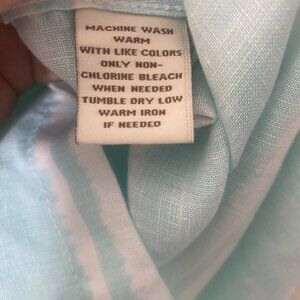 MACHINE WASH
WARM
WITH LIKE COLORS
ONLY NON-
CHLORINE BLEACH
WHEN NEEDED
TUMBLE DRY LOW
WARM IRON
IF NEEDED